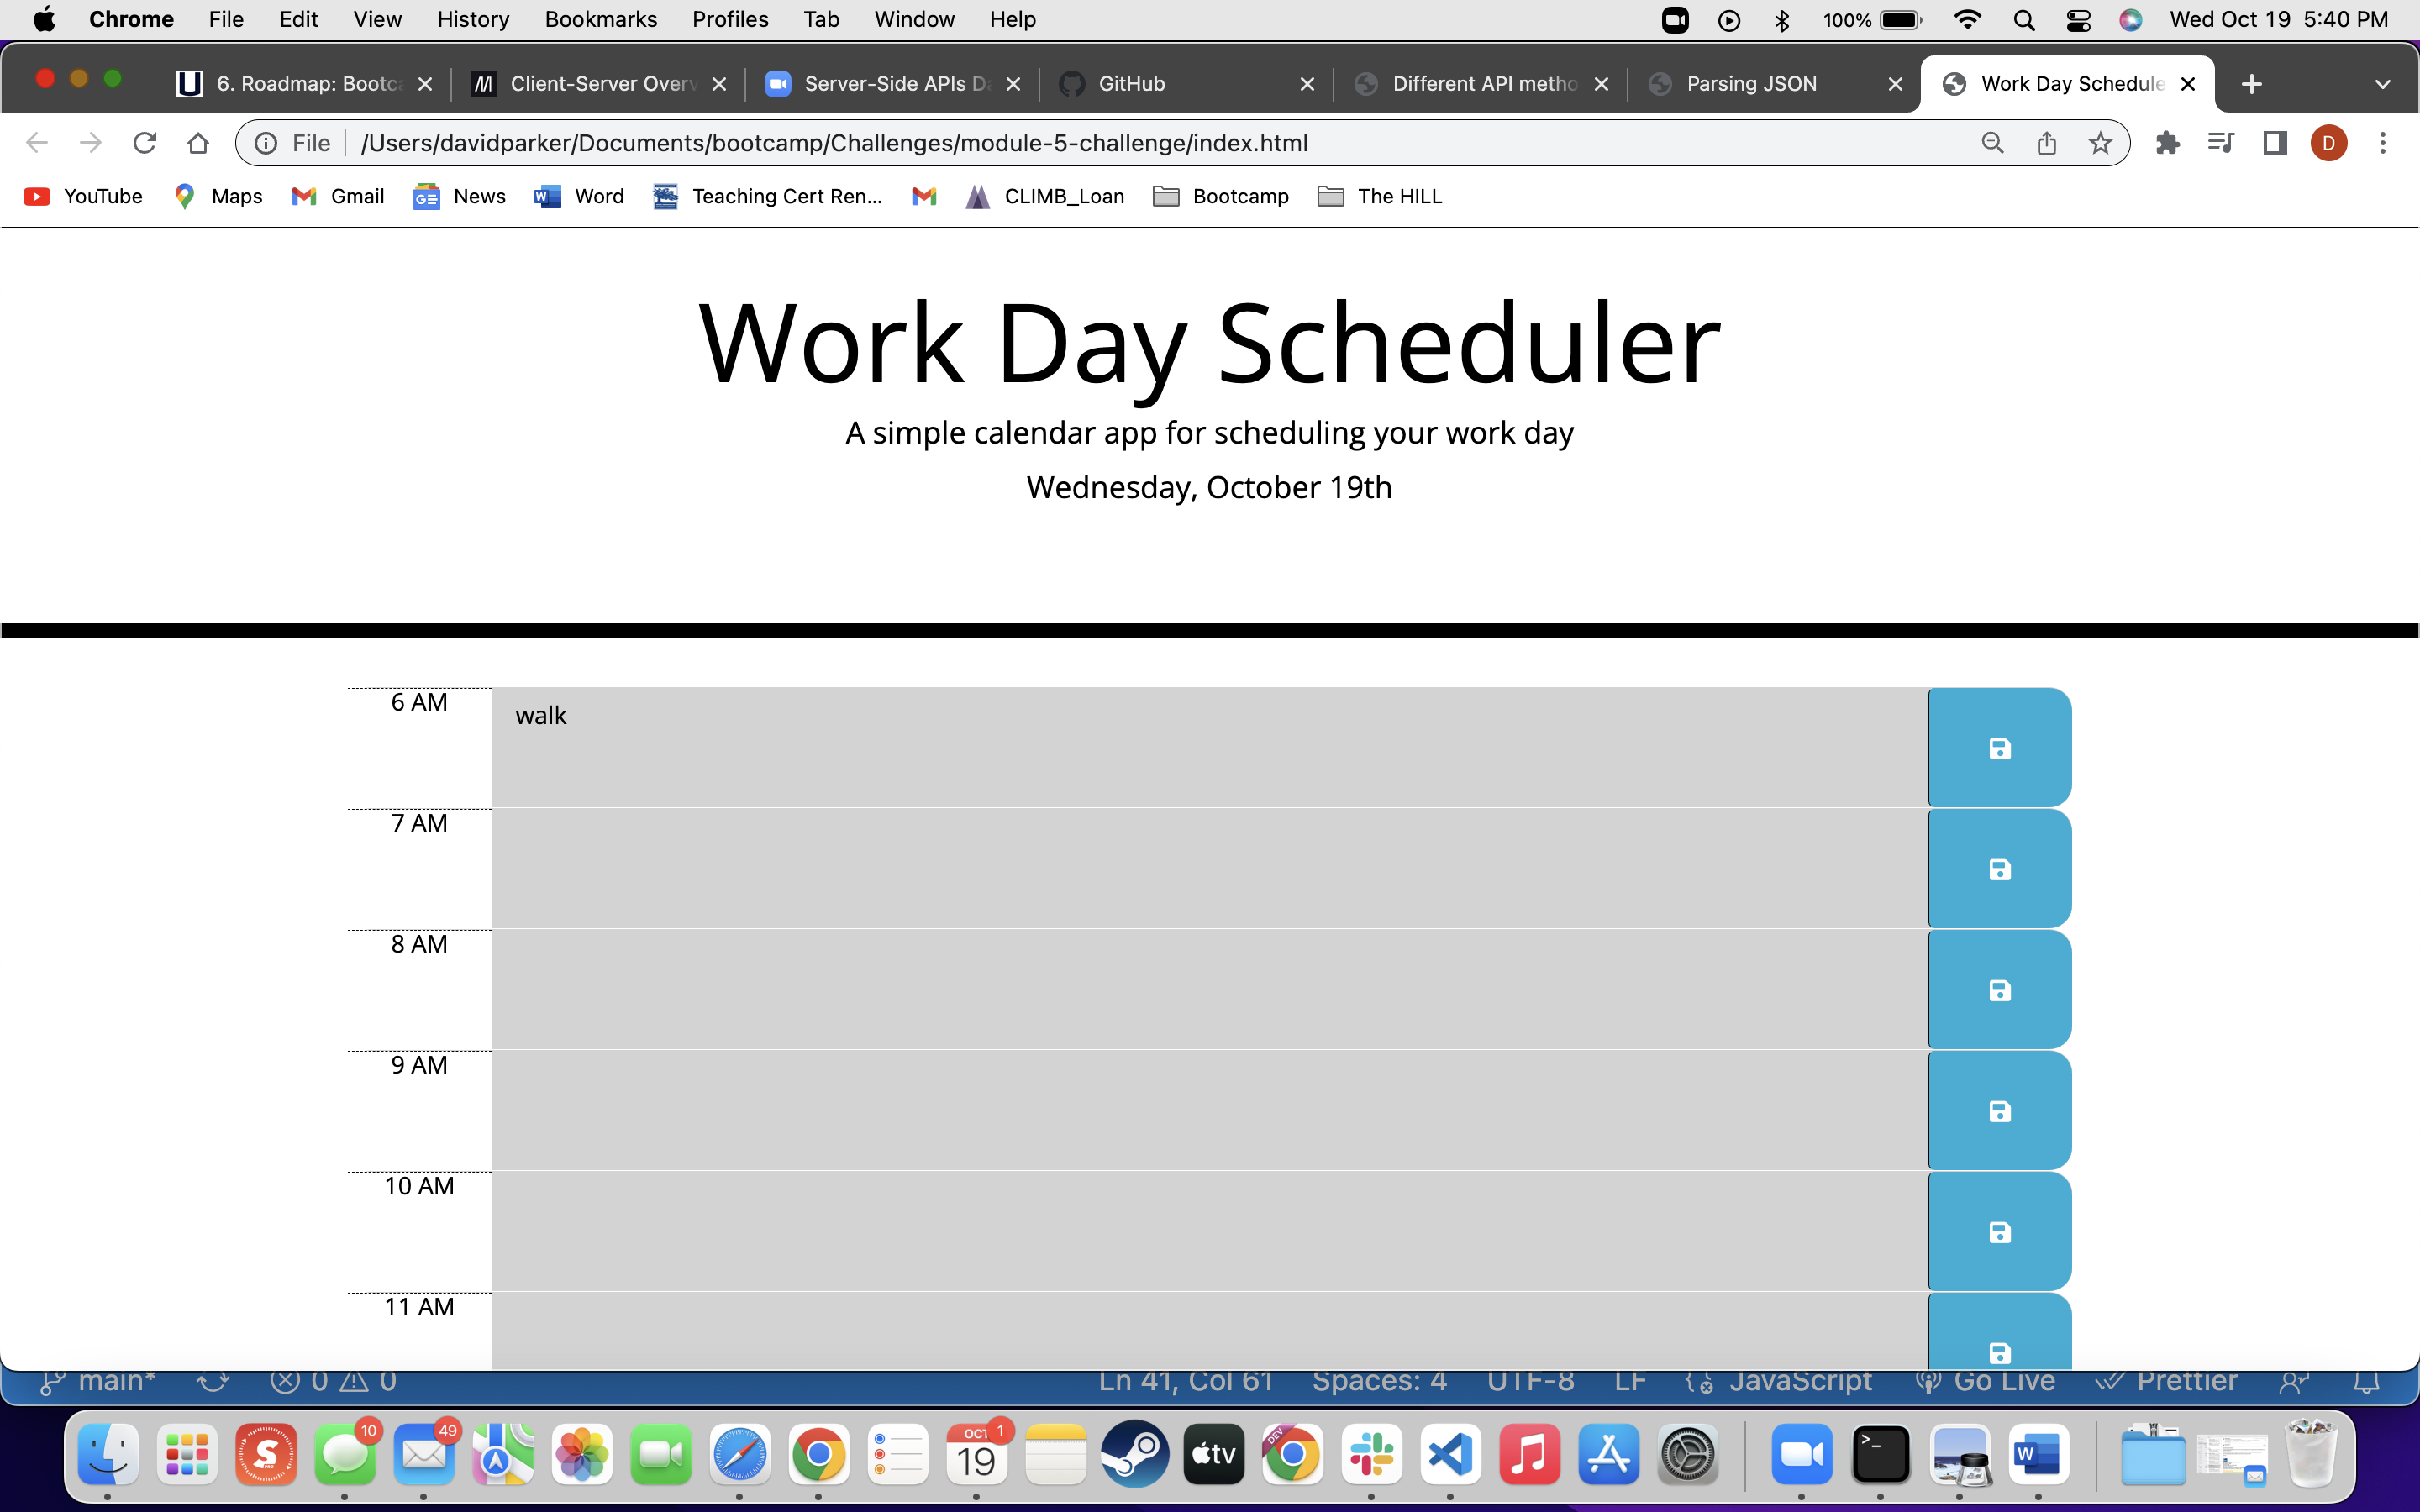 Chrome File Edit View History Bookmarks Profiles Tab Window Help 100% Wed Oct 19 5:40 PM
6. Roadmap: Bootc M Client-Server Over Server-Side APIs Da GitHub Different API metho Parsing JSON Work Day Schedule
File /Users/davidparker/Documents/bootcamp/Challenges/module-5-challenge/index.html D
YouTube Maps Gmail GE News W Word Teaching Cert Ren... CLIMB_Loan Bootcamp The HILL
Work Day Scheduler
A simple calendar app for scheduling your work day
Wednesday, October 19th
6 AM walk
7 AM
8 AM
9 AM
10 AM
11 AM
main* 0 0 Ln 41, Col 61 Spaces: 4 UTF-8 LF JavaScript Go Live Prettier
10 49 OCT 1 19 tv DEV W